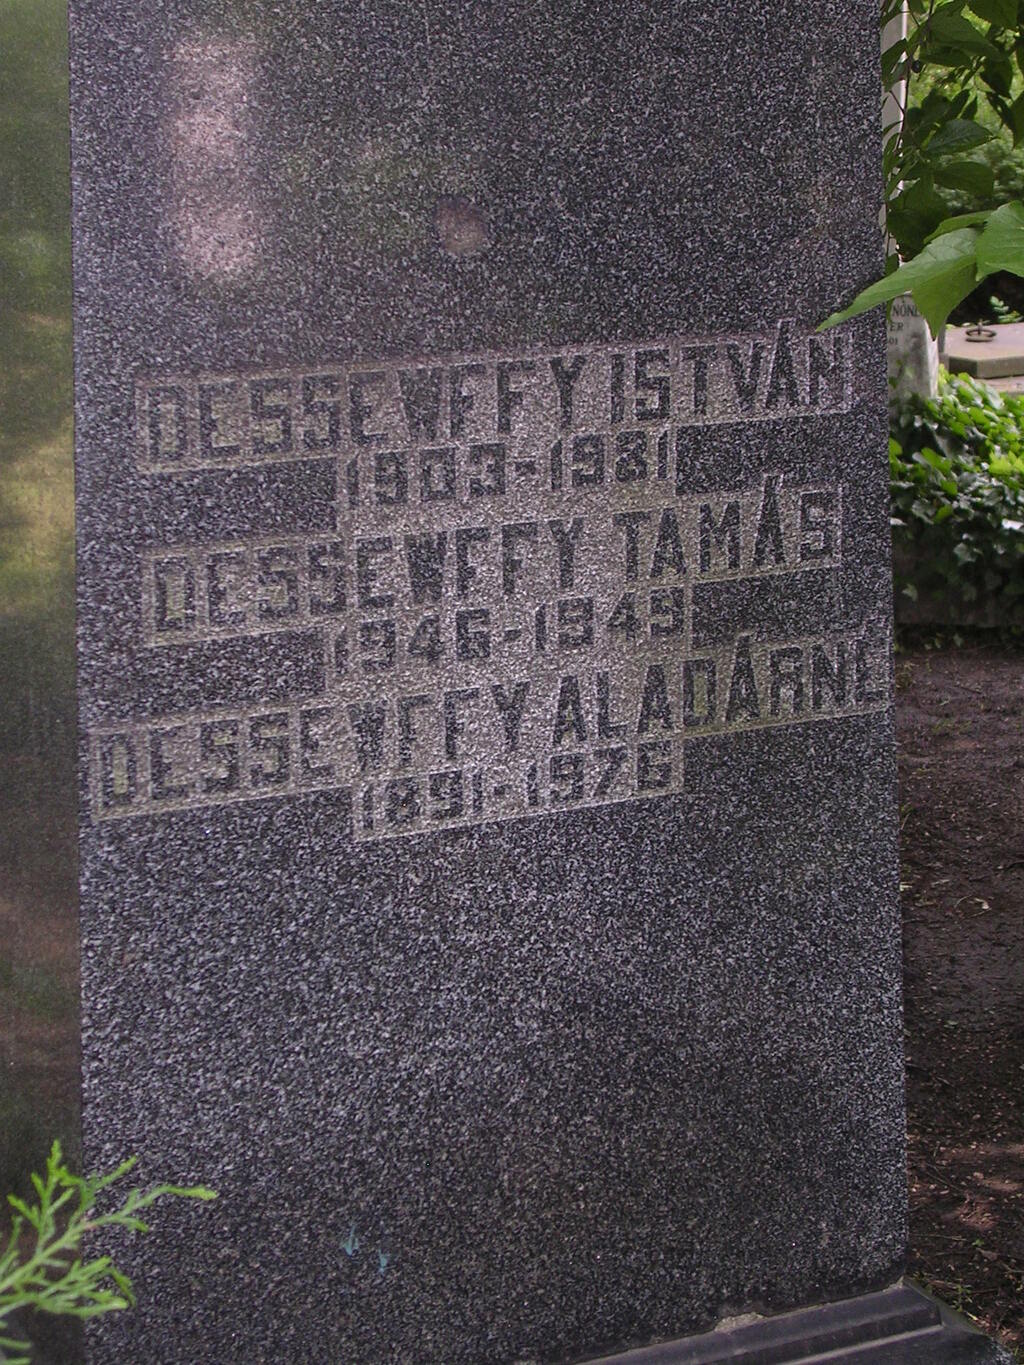 DESSEWFFY ISTVÁN
1903-1981
DESSEWFFY TAMÁS
1946-1949
DESSEWFFY ALADÁRNÉ
1891-1976